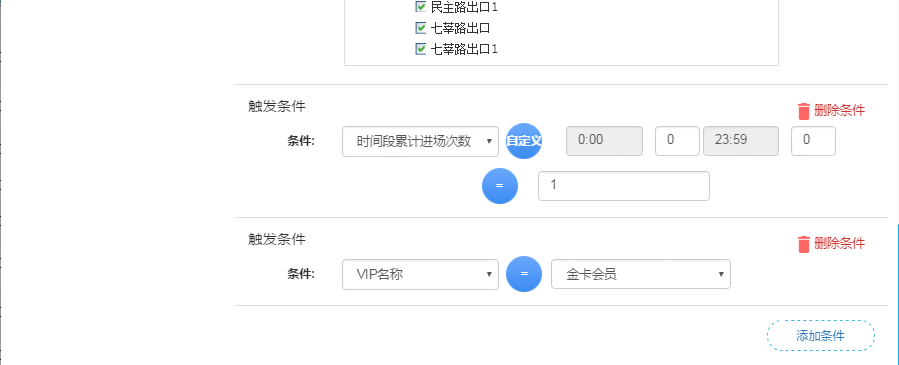 民主路出口1
七莘路出口
七莘路出口1
触发条件
删除条件
条件: 时间段累计进场次数 自定义 0:00 0 23:59 0
= 1
触发条件
删除条件
条件: VIP名称 = 金卡会员
添加条件